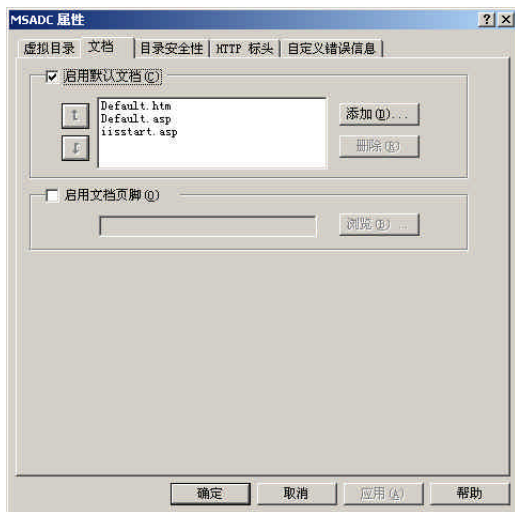 MSADC 属性
虚拟目录 文档 目录安全性 HTTP 标头 自定义错误信息
启用默认文档(C)
Default.htm
Default.asp
iisstart.asp
添加(D)...
删除(R)
启用文档页脚(O)
浏览(B) ...
确定 取消 应用(A) 帮助